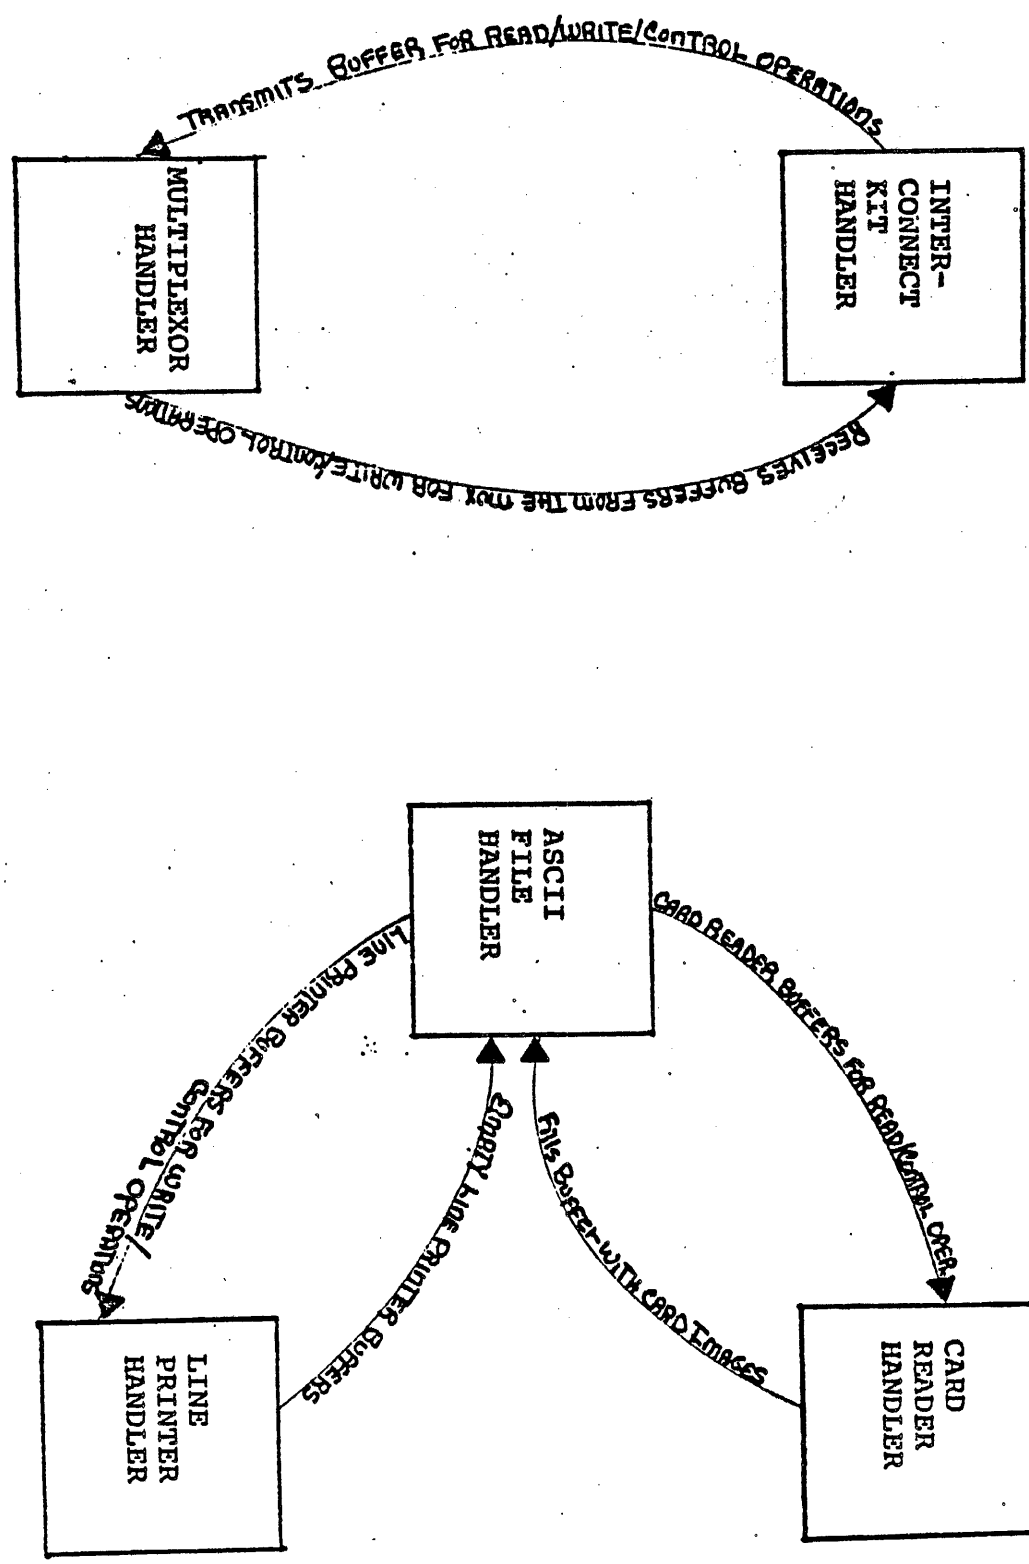 INTER-
CONNECT
KIT
HANDLER
TRANSMITS BUFFER FOR READ/WRITE/CONTROL OPERATIONS
MULTIPLEXOR
HANDLER
RECEIVES BUFFERS FROM THE MUX FOR WRITE/CONTROL OPERATIONS
ASCII
FILE
HANDLER
CARD READER BUFFERS FOR READ/CONTROL OPER.
CARD
READER
HANDLER
Fills BUFFER WITH CARD IMAGES
LINE PRINTER BUFFERS FOR WRITE/
CONTROL OPERATIONS
LINE
PRINTER
HANDLER
EMPTY LINE PRINTER BUFFERS